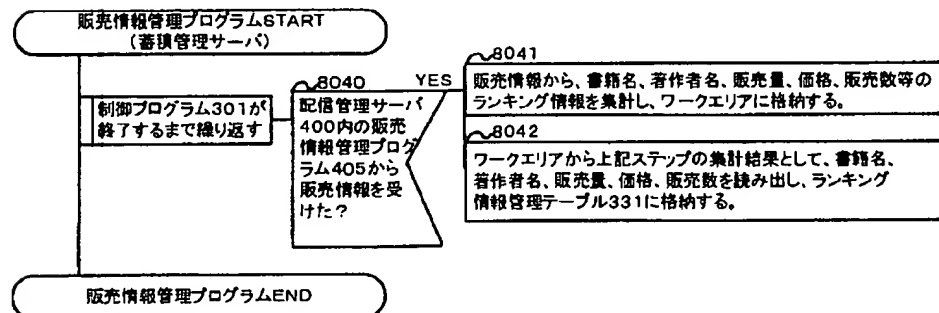 販売情報管理プログラムSTART
(蓄積管理サーバ)
制御プログラム301が
終了するまで繰り返す
8040
YES
配信管理サーバ
400内の販売
情報管理プログ
ラム405から
販売情報を受
けた?
8041
販売情報から、書籍名、著作者名、販売量、価格、販売数等の
ランキング情報を集計し、ワークエリアに格納する。
8042
ワークエリアから上記ステップの集計結果として、書籍名、
著作者名、販売量、価格、販売数を読み出し、ランキング
情報管理テーブル331に格納する。
販売情報管理プログラムEND